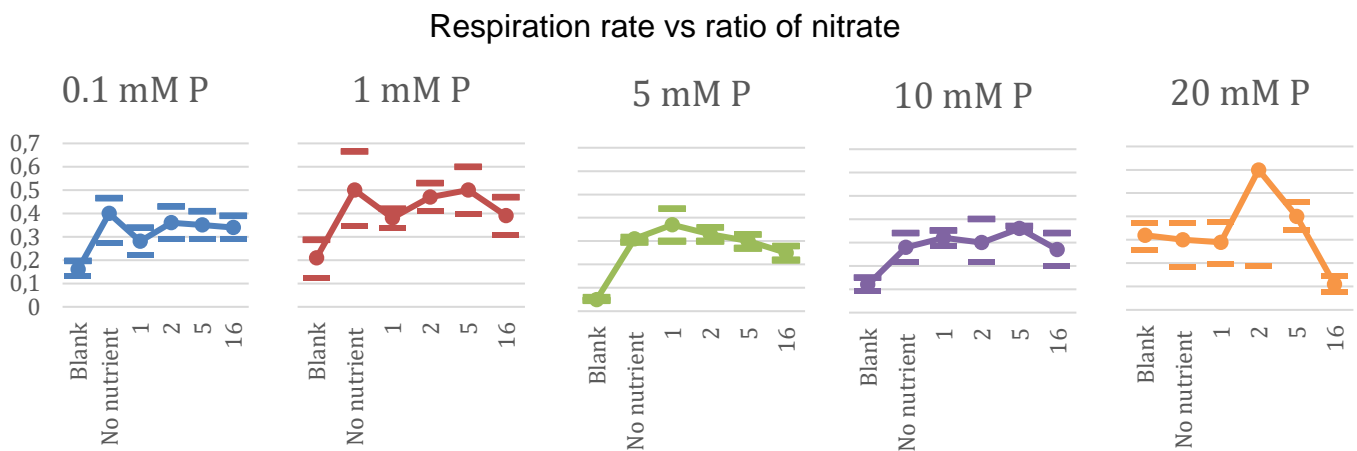 Respiration rate vs ratio of nitrate
0.1 mM P
1 mM P
5 mM P
10 mM P
20 mM P
0,7
0,6
0,5
0,4
0,3
0,2
0,1
0
Blank
No nutrient
1
2
5
16
Blank
No nutrient
1
2
5
16
Blank
No nutrient
1
2
5
16
Blank
No nutrient
1
2
5
16
Blank
No nutrient
1
2
5
16